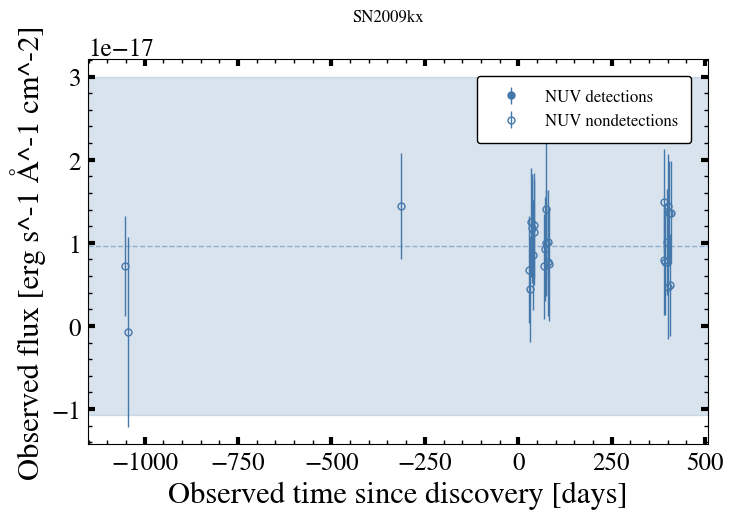 SN2009kx
1e−17
3
2
1
0
−1
Observed flux [erg s^-1 Å^-1 cm^-2]
NUV detections
NUV nondetections
−1000 −750 −500 −250 0 250 500
Observed time since discovery [days]